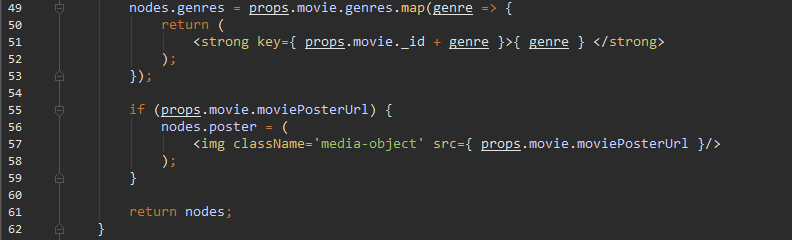 49 nodes.genres = props.movie.genres.map(genre => {
50 return (
51 <strong key={ props.movie._id + genre }>{ genre } </strong>
52 );
53 });
54
55 if (props.movie.moviePosterUrl) {
56 nodes.poster = (
57 <img className='media-object' src={ props.movie.moviePosterUrl }/>
58 );
59 }
60
61 return nodes;
62 }